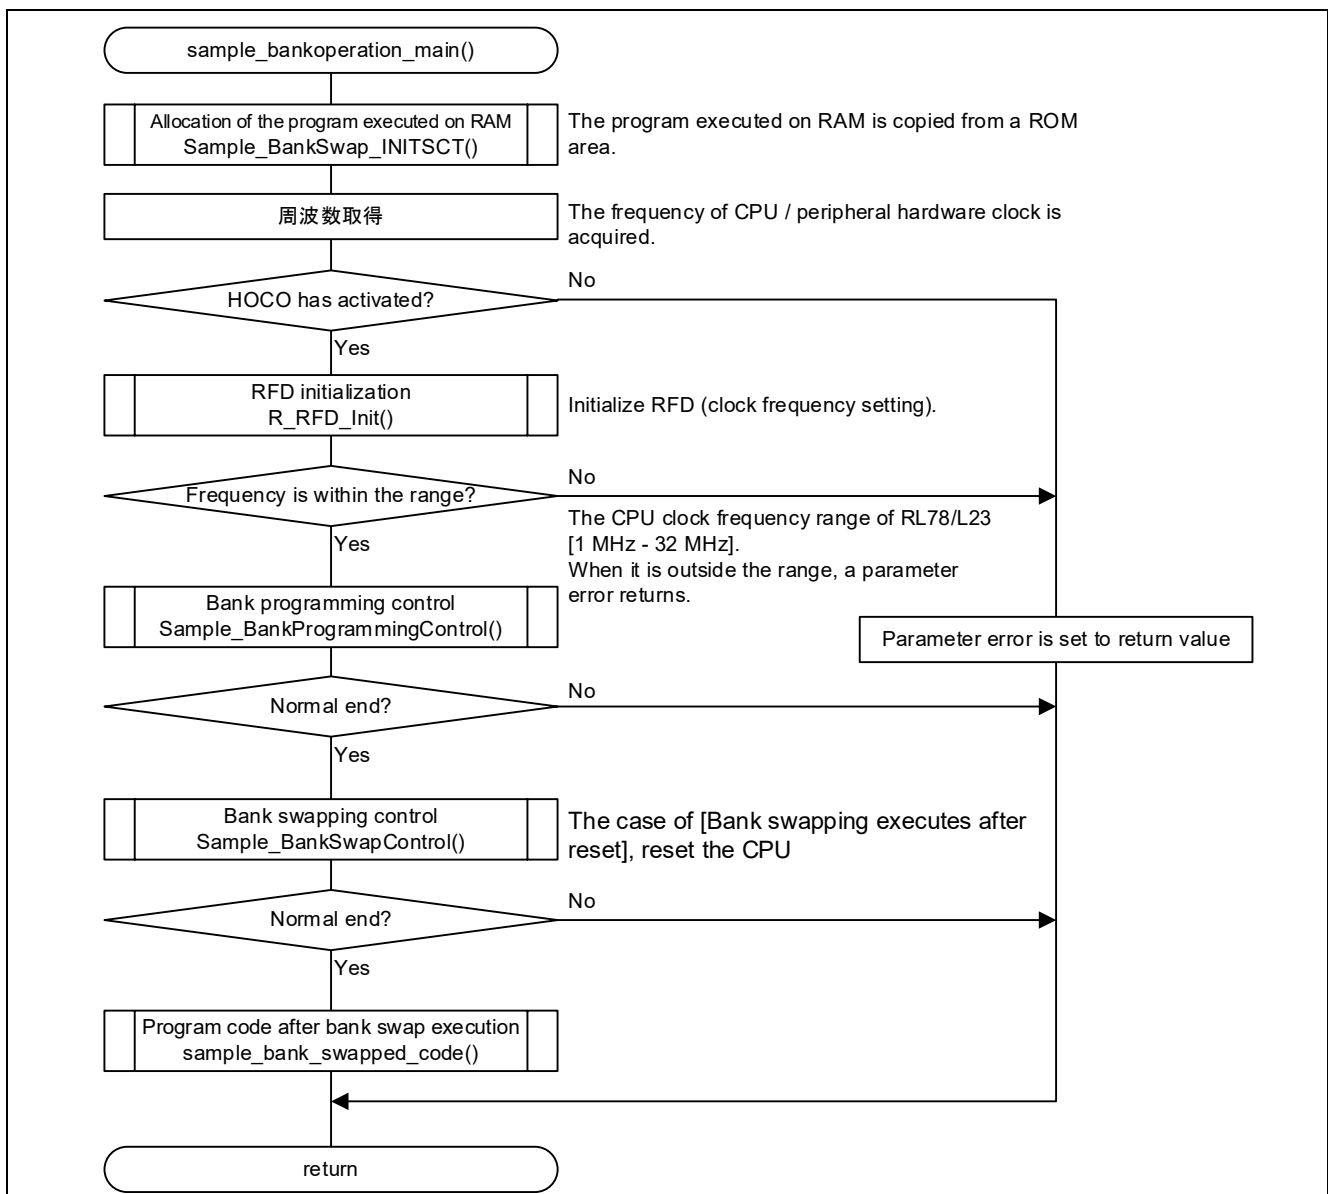 sample_bankoperation_main()
Allocation of the program executed on RAM
Sample_BankSwap_INITSCT()
The program executed on RAM is copied from a ROM
area.
周波数取得
The frequency of CPU / peripheral hardware clock is
acquired.
HOCO has activated?
No
Yes
RFD initialization
R_RFD_Init()
Initialize RFD (clock frequency setting).
Frequency is within the range?
No
Yes
The CPU clock frequency range of RL78/L23
[1 MHz - 32 MHz].
When it is outside the range, a parameter
error returns.
Bank programming control
Sample_BankProgrammingControl()
Parameter error is set to return value
Normal end?
No
Yes
Bank swapping control
Sample_BankSwapControl()
The case of [Bank swapping executes after
reset], reset the CPU
Normal end?
No
Yes
Program code after bank swap execution
sample_bank_swapped_code()
return